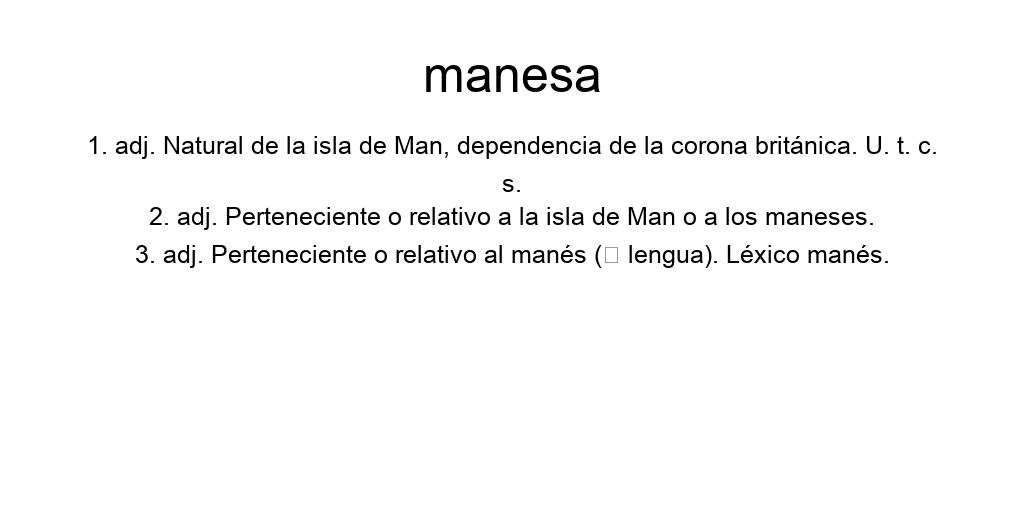 manesa
1. adj. Natural de la isla de Man, dependencia de la corona británica. U. t. c.
s.
2. adj. Perteneciente o relativo a la isla de Man o a los maneses.
3. adj. Perteneciente o relativo al manés (□ lengua). Léxico manés.